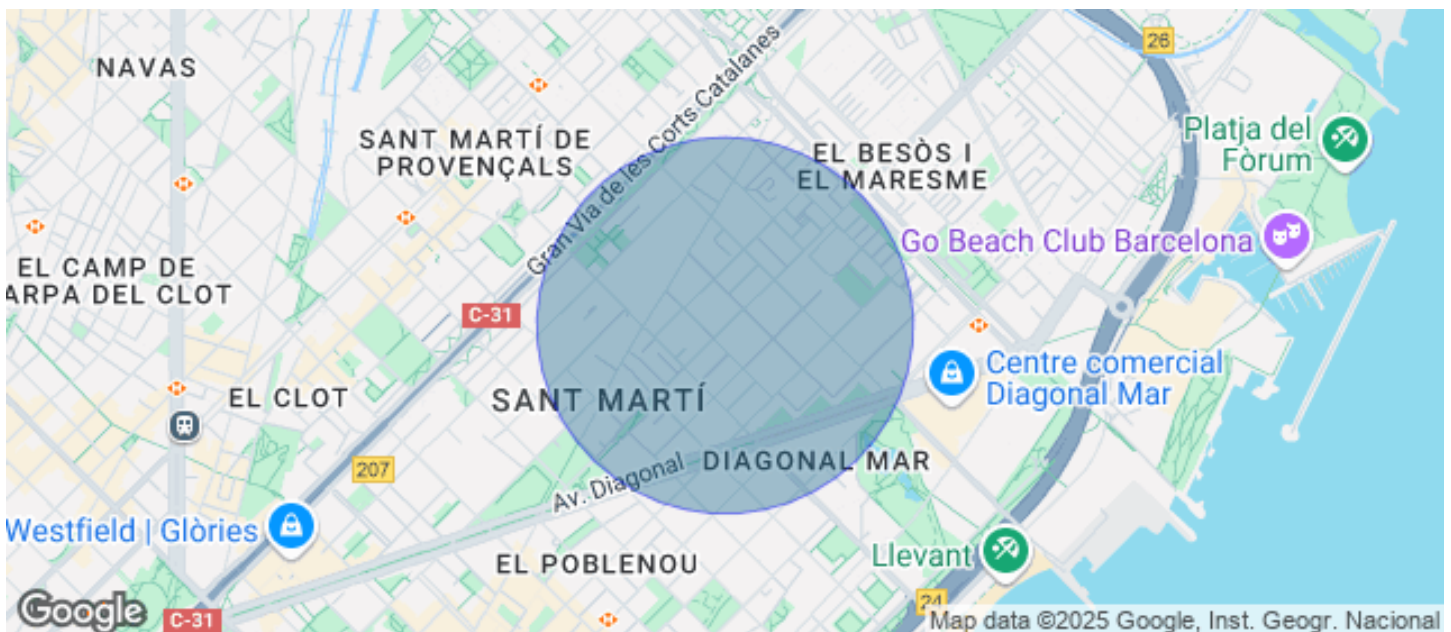 NAVAS
26
SANT MARTÍ DE
PROVENÇALS
Gran Via de les Corts Catalanes
EL BESÒS I
EL MARESME
Platja del
Fòrum
Go Beach Club Barcelona
EL CAMP DE
ARPA DEL CLOT
C-31
Centre comercial
Diagonal Mar
EL CLOT
SANT MARTÍ
207
Av. Diagonal
DIAGONAL MAR
Westfield | Glòries
EL POBLENOU
Llevant
24
Google
C-31
Map data ©2025 Google, Inst. Geogr. Nacional